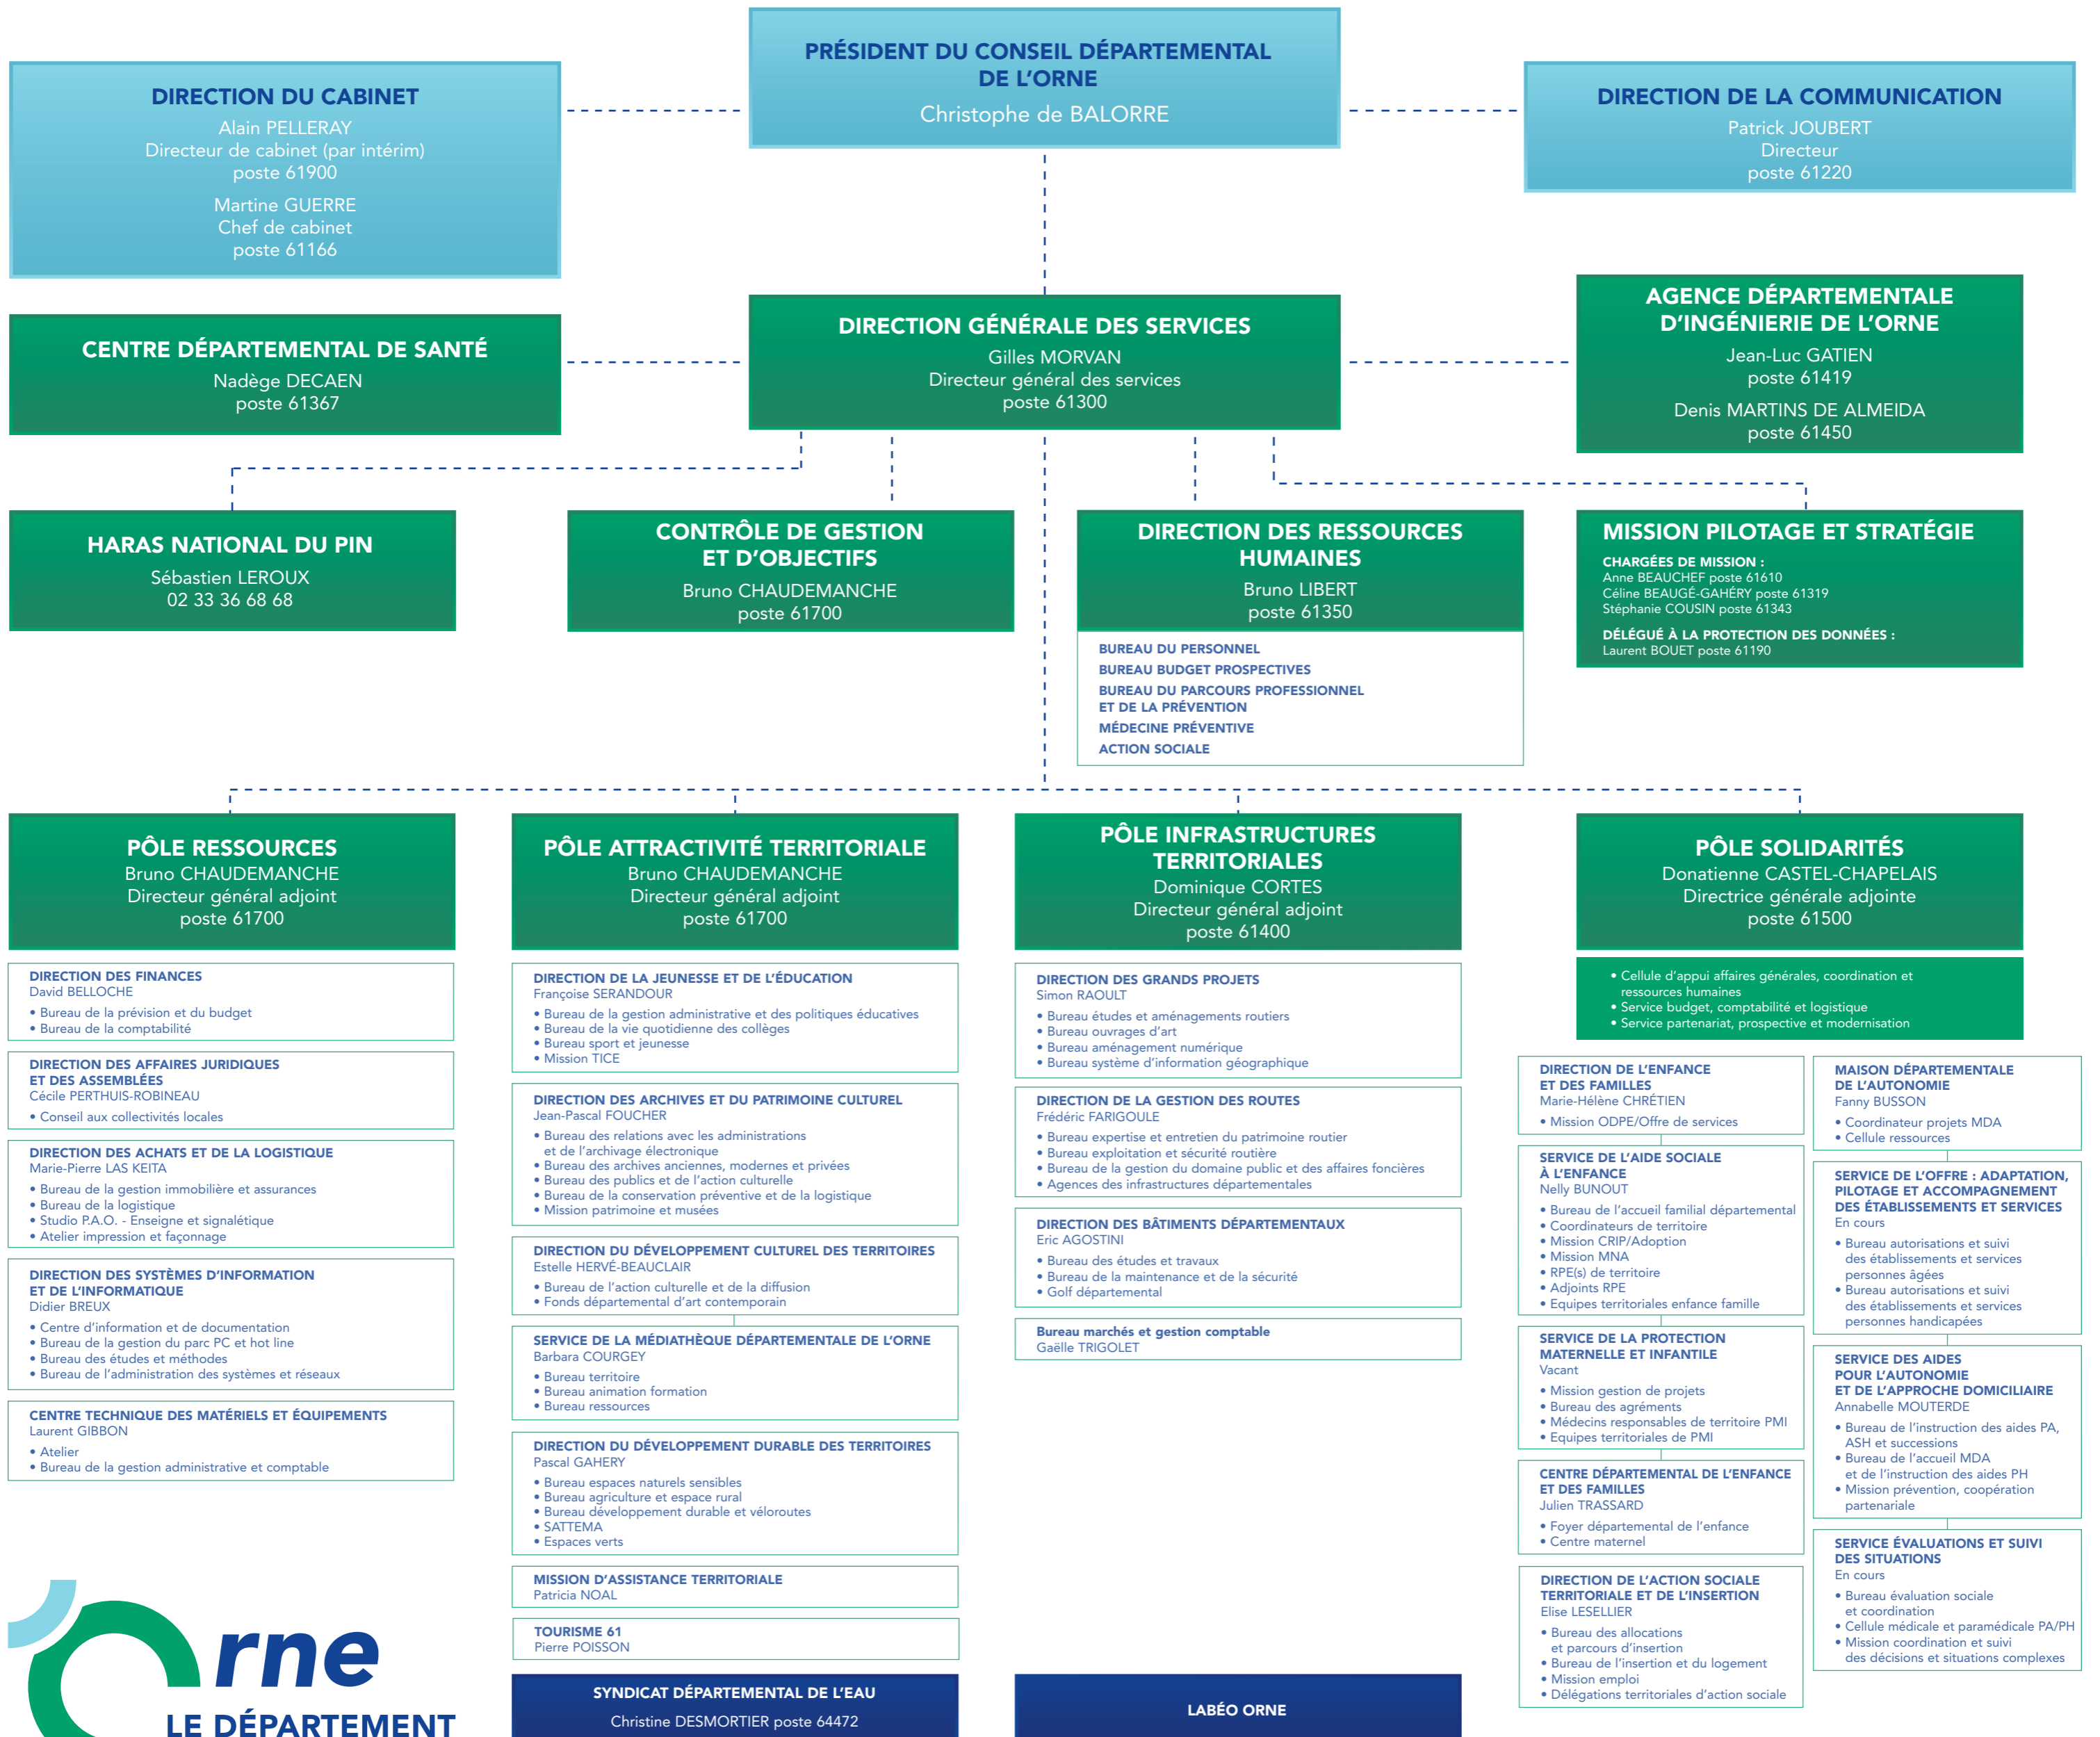 PRÉSIDENT DU CONSEIL DÉPARTEMENTAL
DE L'ORNE
Christophe de BALORRE
DIRECTION DU CABINET
Alain PELLERAY
Directeur de cabinet (par intérim)
poste 61900
Martine GUERRE
Chef de cabinet
poste 61166
DIRECTION DE LA COMMUNICATION
Patrick JOUBERT
Directeur
poste 61220
CENTRE DÉPARTEMENTAL DE SANTÉ
Nadège DECAEN
poste 61367
DIRECTION GÉNÉRALE DES SERVICES
Gilles MORVAN
Directeur général des services
poste 61300
AGENCE DÉPARTEMENTALE
D'INGÉNIERIE DE L'ORNE
Jean-Luc GATIEN
poste 61419
Denis MARTINS DE ALMEIDA
poste 61450
HARAS NATIONAL DU PIN
Sébastien LEROUX
02 33 36 68 68
CONTRÔLE DE GESTION
ET D'OBJECTIFS
Bruno CHAUDEMANCHE
poste 61700
DIRECTION DES RESSOURCES
HUMAINES
Bruno LIBERT
poste 61350
BUREAU DU PERSONNEL
BUREAU BUDGET PROSPECTIVES
BUREAU DU PARCOURS PROFESSIONNEL
ET DE LA PRÉVENTION
MÉDECINE PRÉVENTIVE
ACTION SOCIALE
MISSION PILOTAGE ET STRATÉGIE
CHARGÉES DE MISSION :
Anne BEAUCHEF poste 61610
Céline BEAUGÉ-GAHÉRY poste 61319
Stéphanie COUSIN poste 61343
DÉLÉGUÉ À LA PROTECTION DES DONNÉES :
Laurent BOUET poste 61190
PÔLE RESSOURCES
Bruno CHAUDEMANCHE
Directeur général adjoint
poste 61700
DIRECTION DES FINANCES
David BELLOCHE
• Bureau de la prévision et du budget
• Bureau de la comptabilité
DIRECTION DES AFFAIRES JURIDIQUES
ET DES ASSEMBLÉES
Cécile PERTHUIS-ROBINEAU
• Conseil aux collectivités locales
DIRECTION DES ACHATS ET DE LA LOGISTIQUE
Marie-Pierre LAS KEITA
• Bureau de la gestion immobilière et assurances
• Bureau de la logistique
• Studio P.A.O. - Enseigne et signalétique
• Atelier impression et façonnage
DIRECTION DES SYSTÈMES D'INFORMATION
ET DE L'INFORMATIQUE
Didier BREUX
• Centre d'information et de documentation
• Bureau de la gestion du parc PC et hot line
• Bureau des études et méthodes
• Bureau de l'administration des systèmes et réseaux
CENTRE TECHNIQUE DES MATÉRIELS ET ÉQUIPEMENTS
Laurent GIBBON
• Atelier
• Bureau de la gestion administrative et comptable
PÔLE ATTRACTIVITÉ TERRITORIALE
Bruno CHAUDEMANCHE
Directeur général adjoint
poste 61700
DIRECTION DE LA JEUNESSE ET DE L'ÉDUCATION
Françoise SERANDOUR
• Bureau de la gestion administrative et des politiques éducatives
• Bureau de la vie quotidienne des collèges
• Bureau sport et jeunesse
• Mission TICE
DIRECTION DES ARCHIVES ET DU PATRIMOINE CULTUREL
Jean-Pascal FOUCHER
• Bureau des relations avec les administrations
et de l'archivage électronique
• Bureau des archives anciennes, modernes et privées
• Bureau des publics et de l'action culturelle
• Bureau de la conservation préventive et de la logistique
• Mission patrimoine et musées
DIRECTION DU DÉVELOPPEMENT CULTUREL DES TERRITOIRES
Estelle HERVÉ-BEAUCLAIR
• Bureau de l'action culturelle et de la diffusion
• Fonds départemental d'art contemporain
SERVICE DE LA MÉDIATHÈQUE DÉPARTEMENTALE DE L'ORNE
Barbara COURGEY
• Bureau territoire
• Bureau animation formation
• Bureau ressources
DIRECTION DU DÉVELOPPEMENT DURABLE DES TERRITOIRES
Pascal GAHERY
• Bureau espaces naturels sensibles
• Bureau agriculture et espace rural
• Bureau développement durable et véloroutes
• SATTEMA
• Espaces verts
MISSION D'ASSISTANCE TERRITORIALE
Patricia NOAL
TOURISME 61
Pierre POISSON
SYNDICAT DÉPARTEMENTAL DE L'EAU
Christine DESMORTIER poste 64472
PÔLE INFRASTRUCTURES
TERRITORIALES
Dominique CORTES
Directeur général adjoint
poste 61400
DIRECTION DES GRANDS PROJETS
Simon RAOULT
• Bureau études et aménagements routiers
• Bureau ouvrages d'art
• Bureau aménagement numérique
• Bureau système d'information géographique
DIRECTION DE LA GESTION DES ROUTES
Frédéric FARIGOULE
• Bureau expertise et entretien du patrimoine routier
• Bureau exploitation et sécurité routière
• Bureau de la gestion du domaine public et des affaires foncières
• Agences des infrastructures départementales
DIRECTION DES BÂTIMENTS DÉPARTEMENTAUX
Eric AGOSTINI
• Bureau des études et travaux
• Bureau de la maintenance et de la sécurité
• Golf départemental
Bureau marchés et gestion comptable
Gaëlle TRIGOLET
LABÉO ORNE
PÔLE SOLIDARITÉS
Donatienne CASTEL-CHAPELAIS
Directrice générale adjointe
poste 61500
• Cellule d'appui affaires générales, coordination et
ressources humaines
• Service budget, comptabilité et logistique
• Service partenariat, prospective et modernisation
DIRECTION DE L'ENFANCE
ET DES FAMILLES
Marie-Hélène CHRÉTIEN
• Mission ODPE/Offre de services
SERVICE DE L'AIDE SOCIALE
À L'ENFANCE
Nelly BUNOUT
• Bureau de l'accueil familial départemental
• Coordinateurs de territoire
• Mission CRIP/Adoption
• Mission MNA
• RPE(s) de territoire
• Adjoints RPE
• Equipes territoriales enfance famille
SERVICE DE LA PROTECTION
MATERNELLE ET INFANTILE
Vacant
• Mission gestion de projets
• Bureau des agréments
• Médecins responsables de territoire PMI
• Equipes territoriales de PMI
CENTRE DÉPARTEMENTAL DE L'ENFANCE
ET DES FAMILLES
Julien TRASSARD
• Foyer départemental de l'enfance
• Centre maternel
DIRECTION DE L'ACTION SOCIALE
TERRITORIALE ET DE L'INSERTION
Elise LESELLIER
• Bureau des allocations
et parcours d'insertion
• Bureau de l'insertion et du logement
• Mission emploi
• Délégations territoriales d'action sociale
MAISON DÉPARTEMENTALE
DE L'AUTONOMIE
Fanny BUSSON
• Coordinateur projets MDA
• Cellule ressources
SERVICE DE L'OFFRE : ADAPTATION,
PILOTAGE ET ACCOMPAGNEMENT
DES ÉTABLISSEMENTS ET SERVICES
En cours
• Bureau autorisations et suivi
des établissements et services
personnes âgées
• Bureau autorisations et suivi
des établissements et services
personnes handicapées
SERVICE DES AIDES
POUR L'AUTONOMIE
ET DE L'APPROCHE DOMICILIAIRE
Annabelle MOUTERDE
• Bureau de l'instruction des aides PA,
ASH et successions
• Bureau de l'accueil MDA
et de l'instruction des aides PH
• Mission prévention, coopération
partenariale
SERVICE ÉVALUATIONS ET SUIVI
DES SITUATIONS
En cours
• Bureau évaluation sociale
et coordination
• Cellule médicale et paramédicale PA/PH
• Mission coordination et suivi
des décisions et situations complexes
Orne
LE DÉPARTEMENT